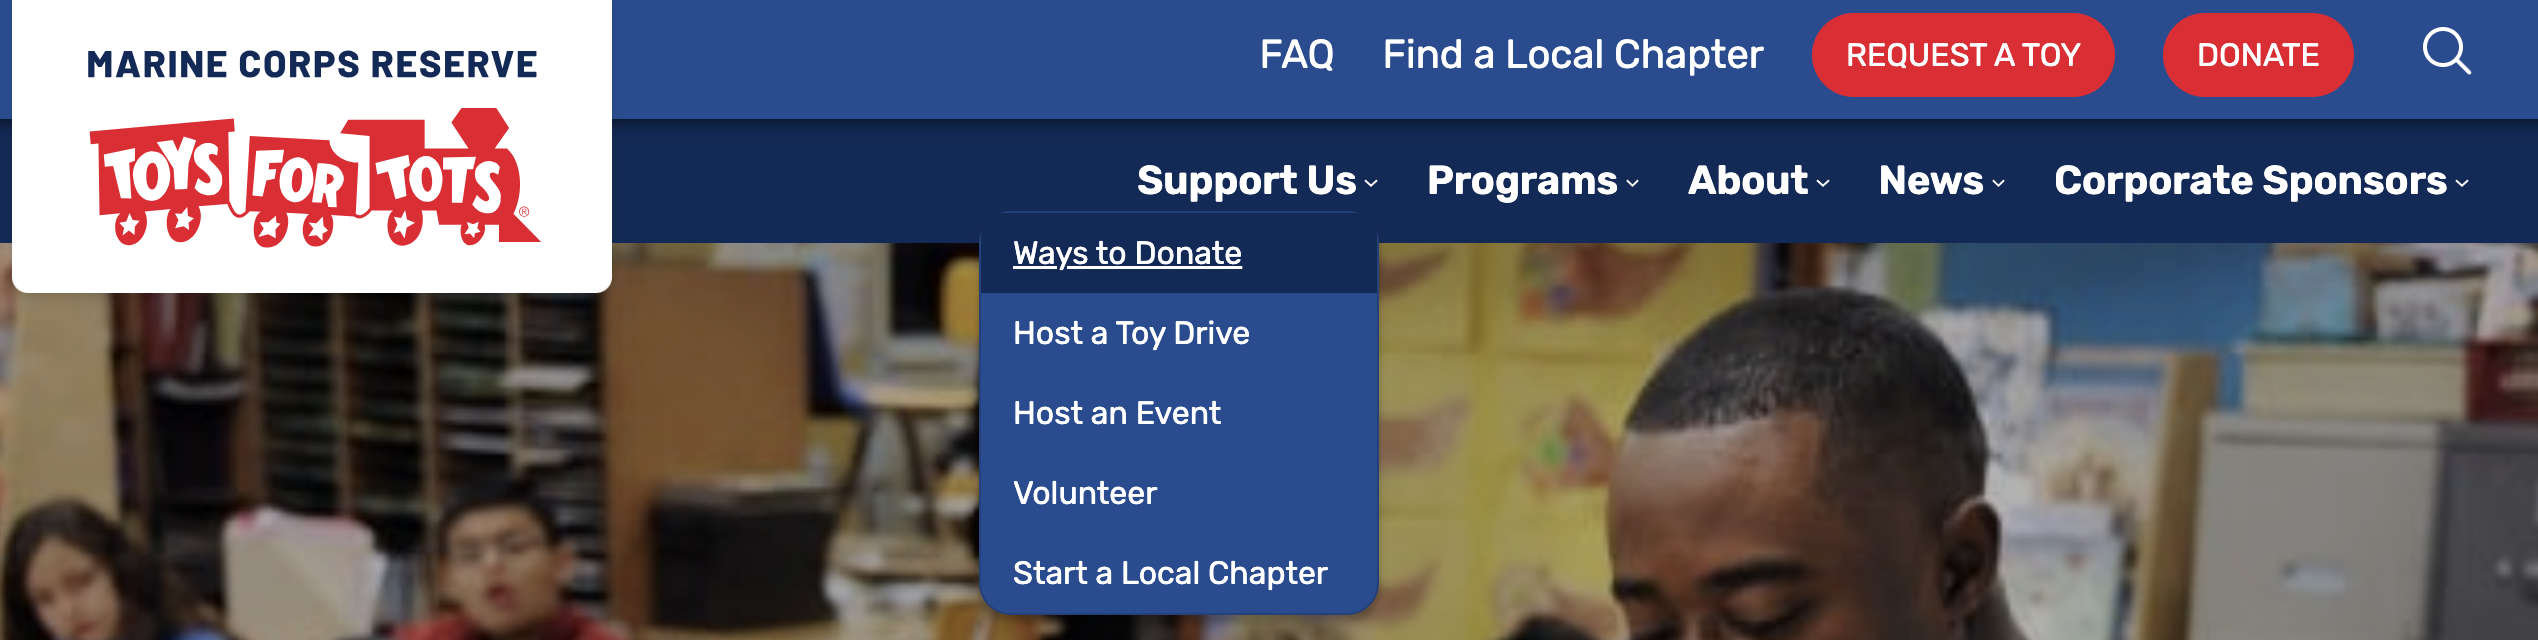 MARINE CORPS RESERVE
TOYS FOR TOTS
®
FAQ Find a Local Chapter REQUEST A TOY DONATE
Support Us Programs About News Corporate Sponsors
Ways to Donate
Host a Toy Drive
Host an Event
Volunteer
Start a Local Chapter